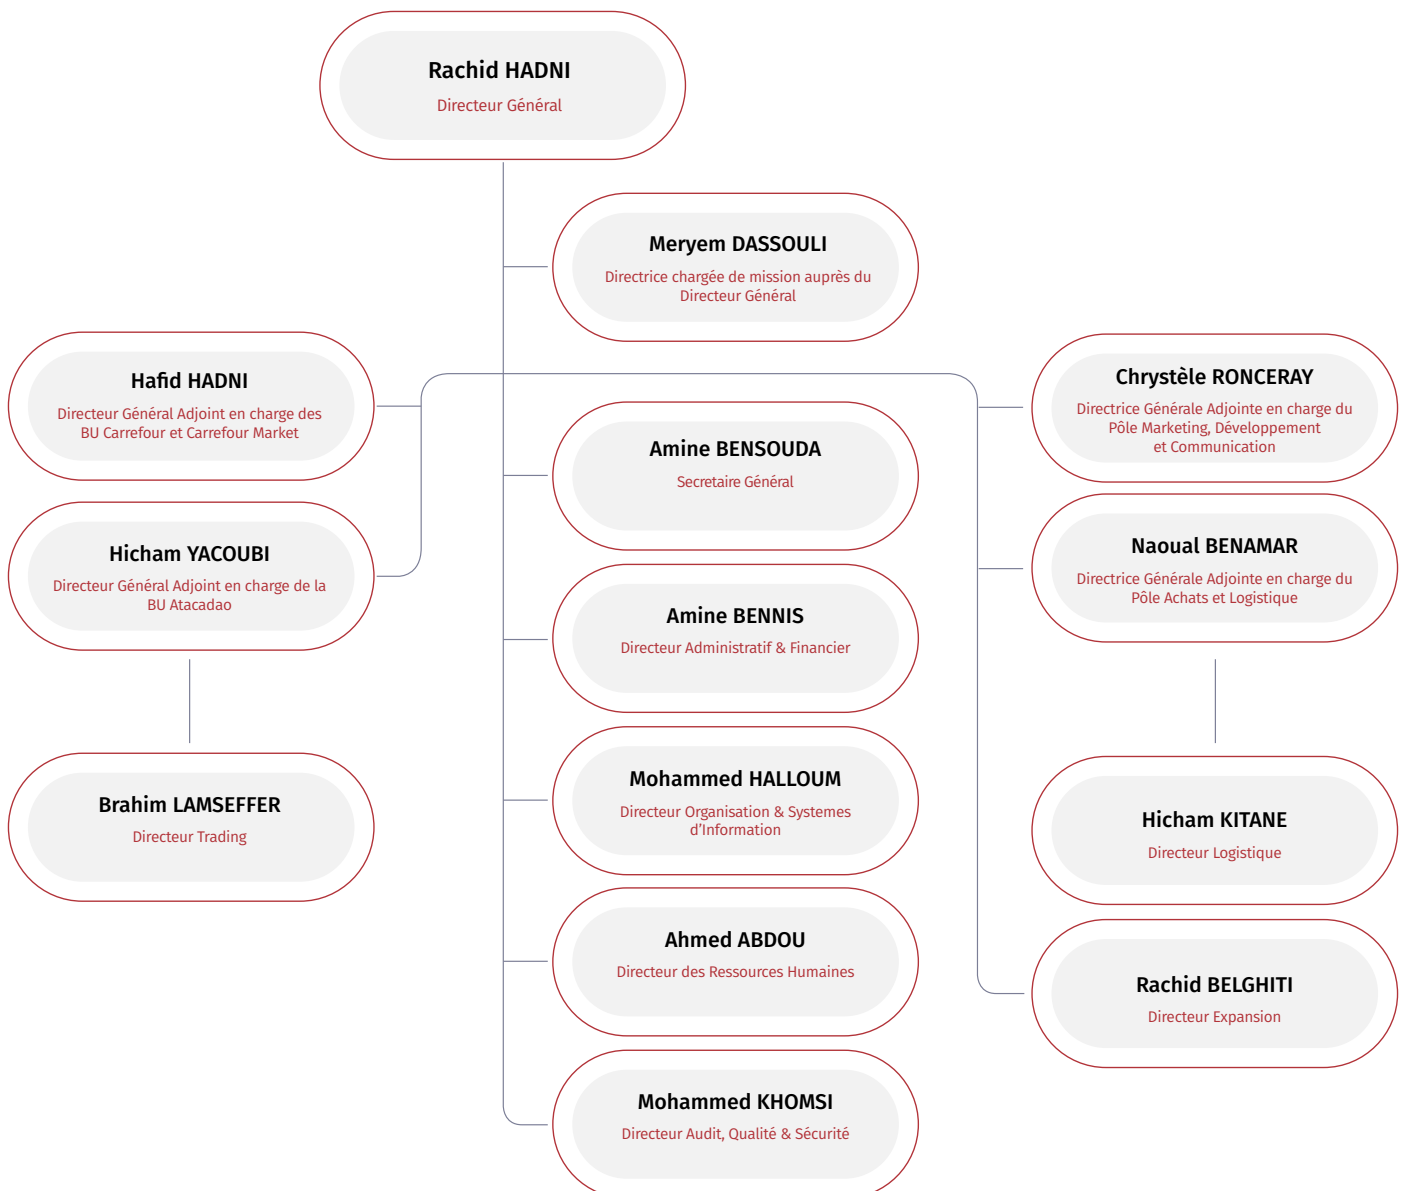 Rachid HADNI
Directeur Général
Meryem DASSOULI
Directrice chargée de mission auprès du
Directeur Général
Hafid HADNI
Directeur Général Adjoint en charge des
BU Carrefour et Carrefour Market
Chrystèle RONCERAY
Directrice Générale Adjointe en charge du
Pôle Marketing, Développement
et Communication
Amine BENSOUDA
Secretaire Général
Hicham YACOUBI
Directeur Général Adjoint en charge de la
BU Atacadao
Naoual BENAMAR
Directrice Générale Adjointe en charge du
Pôle Achats et Logistique
Amine BENNIS
Directeur Administratif & Financier
Mohammed HALLOUM
Directeur Organisation & Systemes
d’Information
Brahim LAMSEFFER
Directeur Trading
Hicham KITANE
Directeur Logistique
Ahmed ABDOU
Directeur des Ressources Humaines
Rachid BELGHITI
Directeur Expansion
Mohammed KHOMSI
Directeur Audit, Qualité & Sécurité